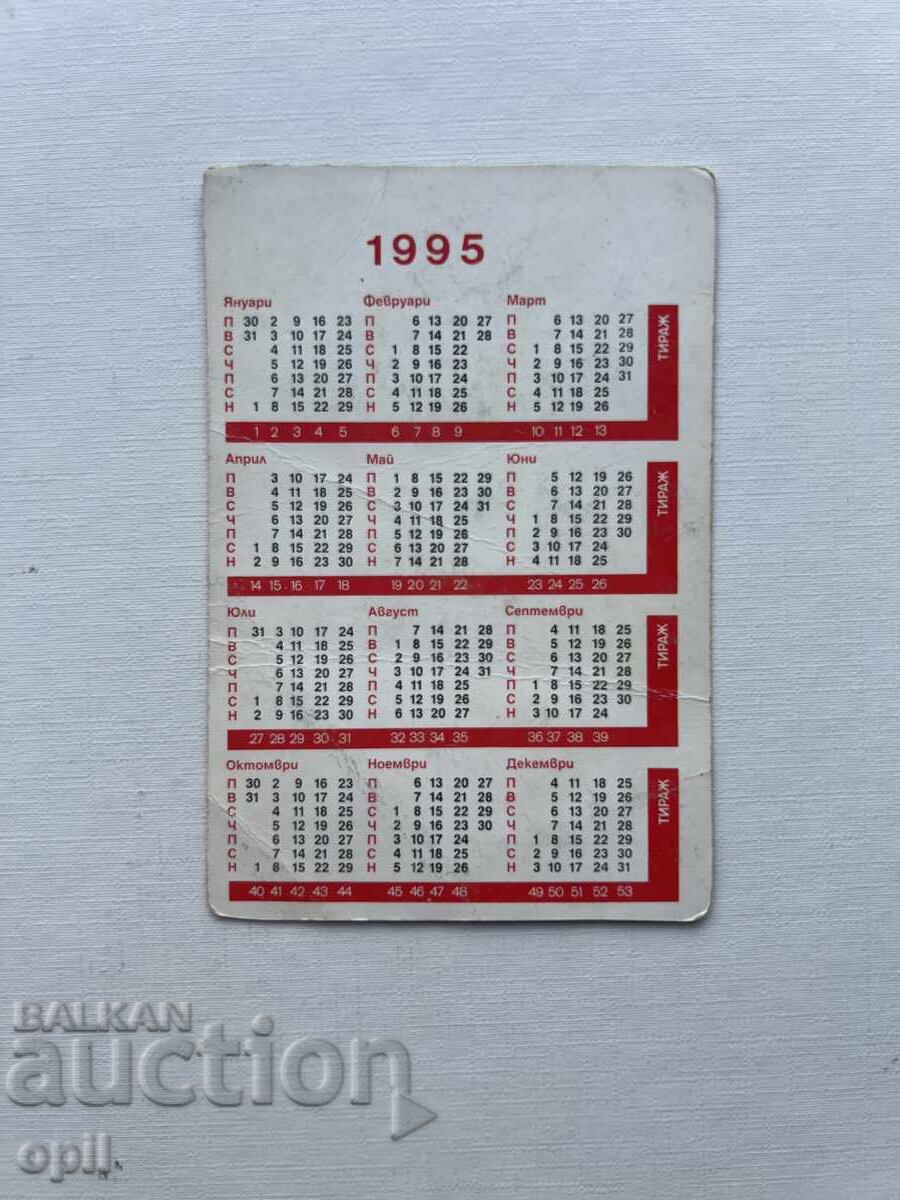 1995
Януари Февруари Март
П 30 2 9 16 23 П 6 13 20 27 П 6 13 20 27
В 31 3 10 17 24 В 7 14 21 28 В 7 14 21 28
С 4 11 18 25 С 1 8 15 22 С 1 8 15 22 29
Ч 5 12 19 26 Ч 2 9 16 23 Ч 2 9 16 23 30
П 6 13 20 27 П 3 10 17 24 П 3 10 17 24 31
С 7 14 21 28 С 4 11 18 25 С 4 11 18 25
Н 1 8 15 22 29 Н 5 12 19 26 Н 5 12 19 26
ТИРАЖ
1 2 3 4 5 6 7 8 9 10 11 12 13
Април Май Юни
П 3 10 17 24 П 1 8 15 22 29 П 5 12 19 26
В 4 11 18 25 В 2 9 16 23 30 В 6 13 20 27
С 5 12 19 26 С 3 10 17 24 31 С 7 14 21 28
Ч 6 13 20 27 Ч 4 11 18 25 Ч 1 8 15 22 29
П 7 14 21 28 П 5 12 19 26 П 2 9 16 23 30
С 1 8 15 22 29 С 6 13 20 27 С 3 10 17 24
Н 2 9 16 23 30 Н 7 14 21 28 Н 4 11 18 25
ТИРАЖ
14 15 16 17 18 19 20 21 22 23 24 25 26
Юли Август Септември
П 31 3 10 17 24 П 7 14 21 28 П 4 11 18 25
В 4 11 18 25 В 1 8 15 22 29 В 5 12 19 26
С 5 12 19 26 С 2 9 16 23 30 С 6 13 20 27
Ч 6 13 20 27 Ч 3 10 17 24 31 Ч 7 14 21 28
П 7 14 21 28 П 4 11 18 25 П 1 8 15 22 29
С 1 8 15 22 29 С 5 12 19 26 С 2 9 16 23 30
Н 2 9 16 23 30 Н 6 13 20 27 Н 3 10 17 24
ТИРАЖ
27 28 29 30 31 32 33 34 35 36 37 38 39
Октомври Ноември Декември
П 30 2 9 16 23 П 6 13 20 27 П 4 11 18 25
В 31 3 10 17 24 В 7 14 21 28 В 5 12 19 26
С 4 11 18 25 С 1 8 15 22 29 С 6 13 20 27
Ч 5 12 19 26 Ч 2 9 16 23 30 Ч 7 14 21 28
П 6 13 20 27 П 3 10 17 24 П 1 8 15 22 29
С 7 14 21 28 С 4 11 18 25 С 2 9 16 23 30
Н 1 8 15 22 29 Н 5 12 19 26 Н 3 10 17 24 31
ТИРАЖ
40 41 42 43 44 45 46 47 48 49 50 51 52 53
BALKAN
auction
opil